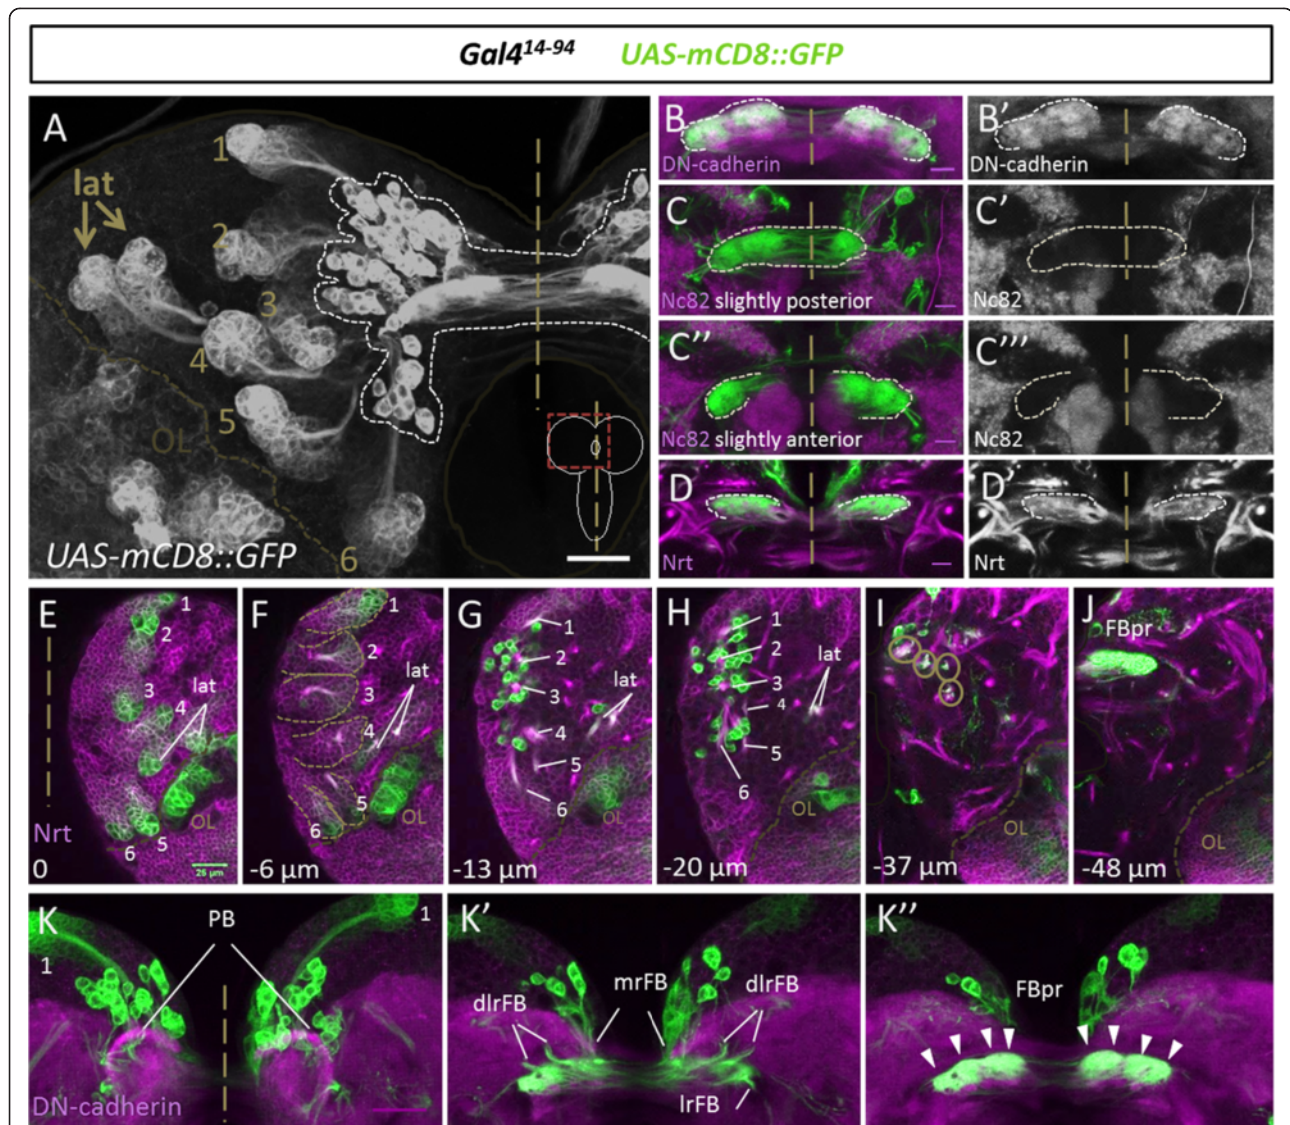 Gal4¹⁴⁻⁹⁴ UAS-mCD8::GFP
A
1
lat
2
3
4
5
OL
6
UAS-mCD8::GFP
B
DN-cadherin
B'
DN-cadherin
C
Nc82 slightly posterior
C'
Nc82
C''
Nc82 slightly anterior
C'''
Nc82
D
Nrt
D'
Nrt
E
1
2
3
4
lat
Nrt
OL
6
5
25 µm
0
F
1
2
lat
3
4
5
6
OL
-6 µm
G
1
2
lat
3
4
5
6
OL
-13 µm
H
1
2
lat
3
4
5
6
OL
-20 µm
I
OL
-37 µm
J
FBpr
OL
-48 µm
K
PB
1
1
DN-cadherin
K'
dlrFB
mrFB
dlrFB
lrFB
K''
FBpr